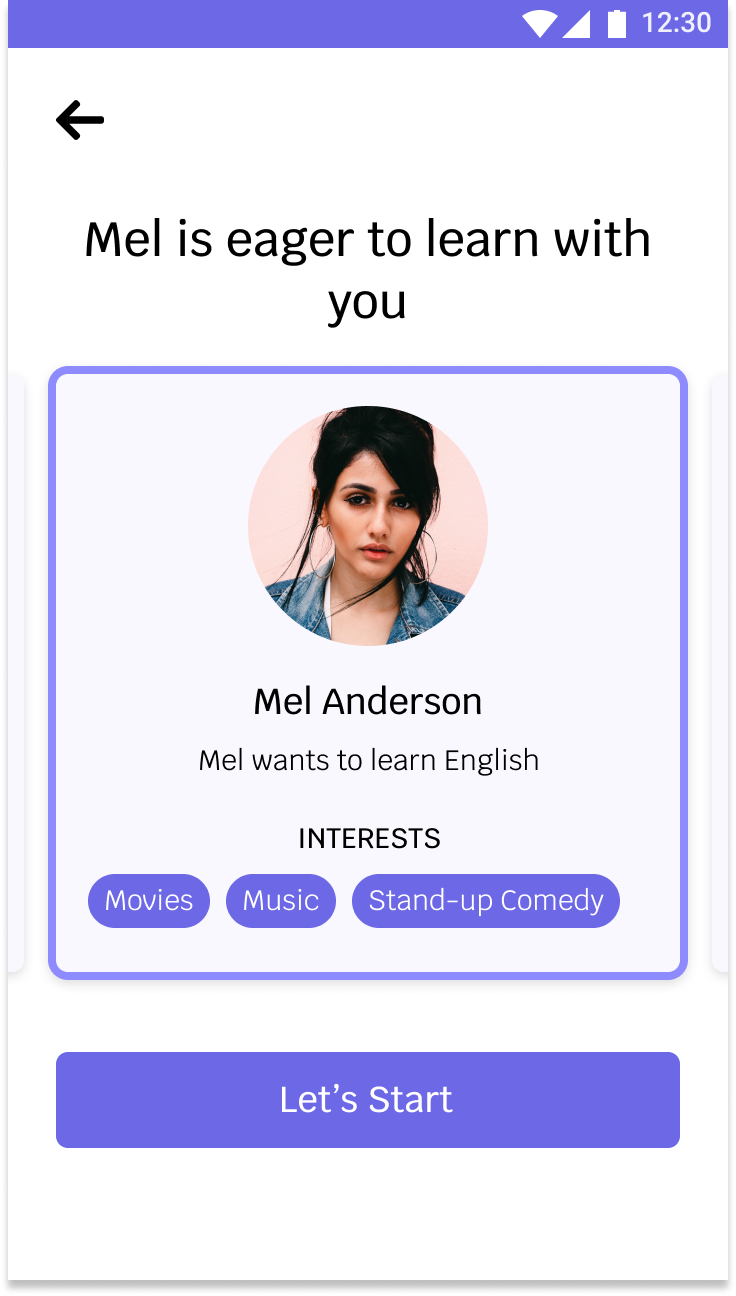 12:30
Mel is eager to learn with
you
Mel Anderson
Mel wants to learn English
INTERESTS
Movies Music Stand-up Comedy
Let’s Start